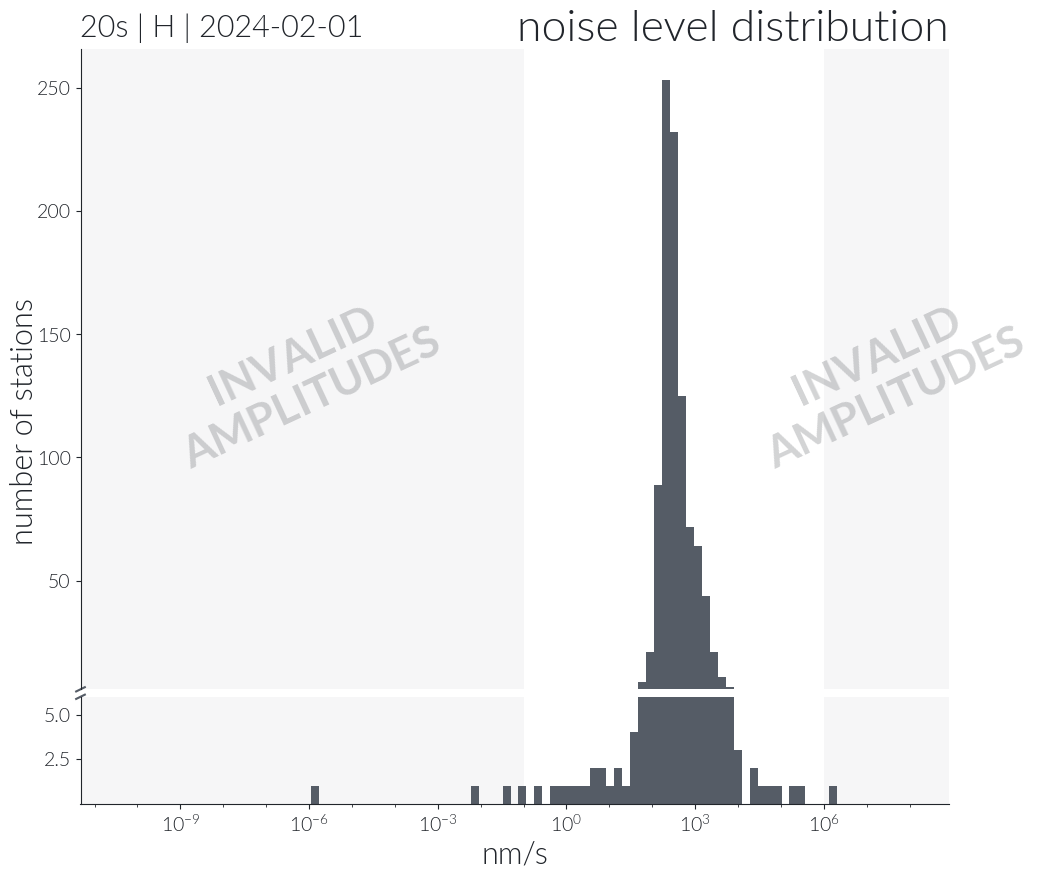 20s | H | 2024-02-01
noise level distribution
250
200
150
100
50
5.0
2.5
number of stations
INVALID
AMPLITUDES
INVALID
AMPLITUDES
10⁻⁹ 10⁻⁶ 10⁻³ 10⁰ 10³ 10⁶
nm/s